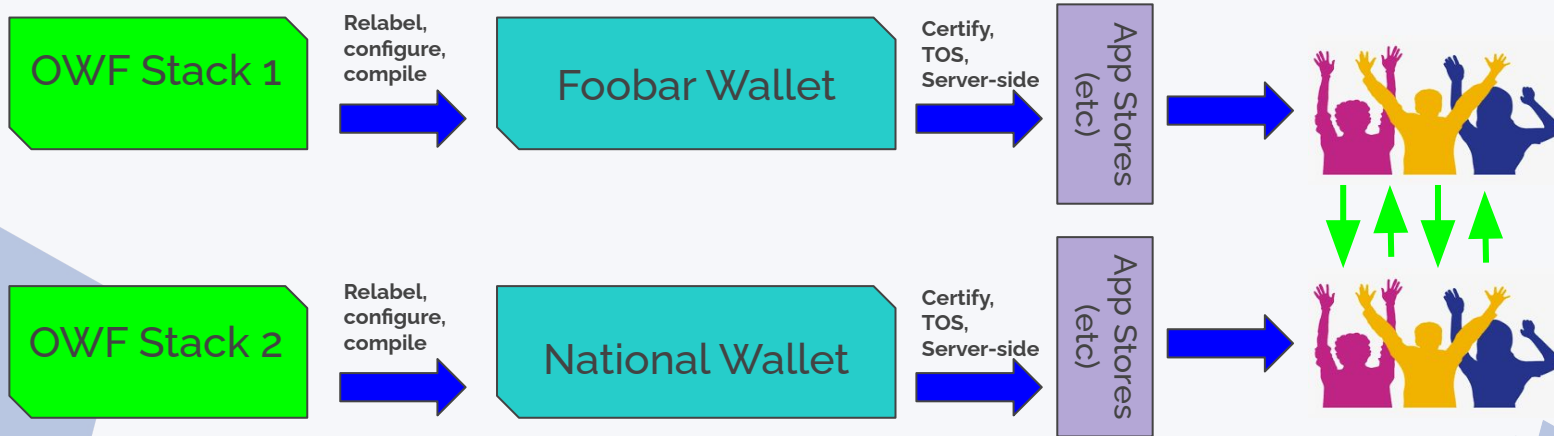 OWF Stack 1
Relabel,
configure,
compile
Foobar Wallet
Certify,
TOS,
Server-side
App Stores
(etc)
OWF Stack 2
Relabel,
configure,
compile
National Wallet
Certify,
TOS,
Server-side
App Stores
(etc)